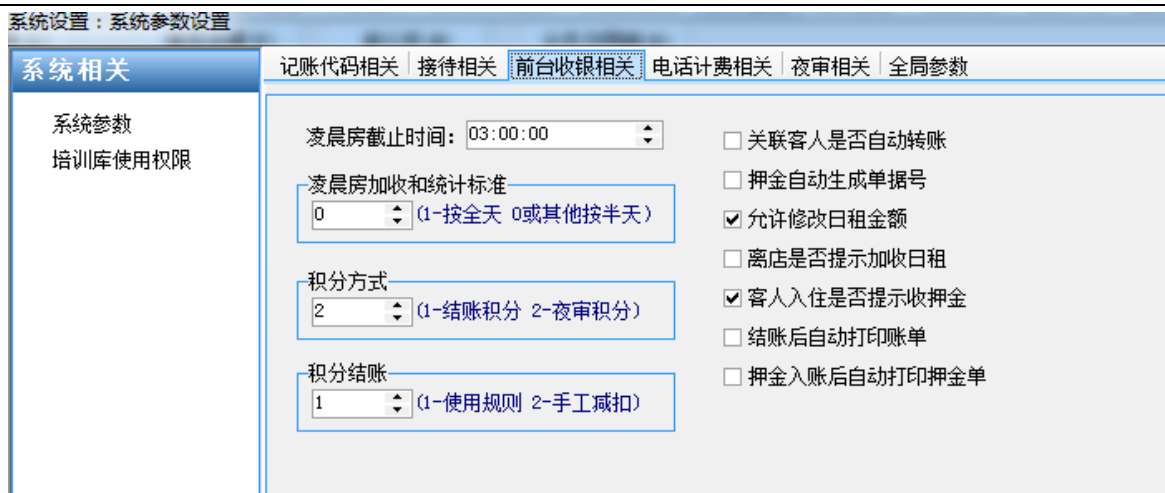 系统设置：系统参数设置
系统相关
系统参数
培训库使用权限
记账代码相关 接待相关 前台收银相关 电话计费相关 夜审相关 全局参数
凌晨房截止时间：03:00:00
凌晨房加收和统计标准
0 (1-按全天 0或其他按半天)
积分方式
2 (1-结账积分 2-夜审积分)
积分结账
1 (1-使用规则 2-手工减扣)
关联客人是否自动转账
押金自动生成单据号
允许修改日租金额
离店是否提示加收日租
客人入住是否提示收押金
结账后自动打印账单
押金入账后自动打印押金单